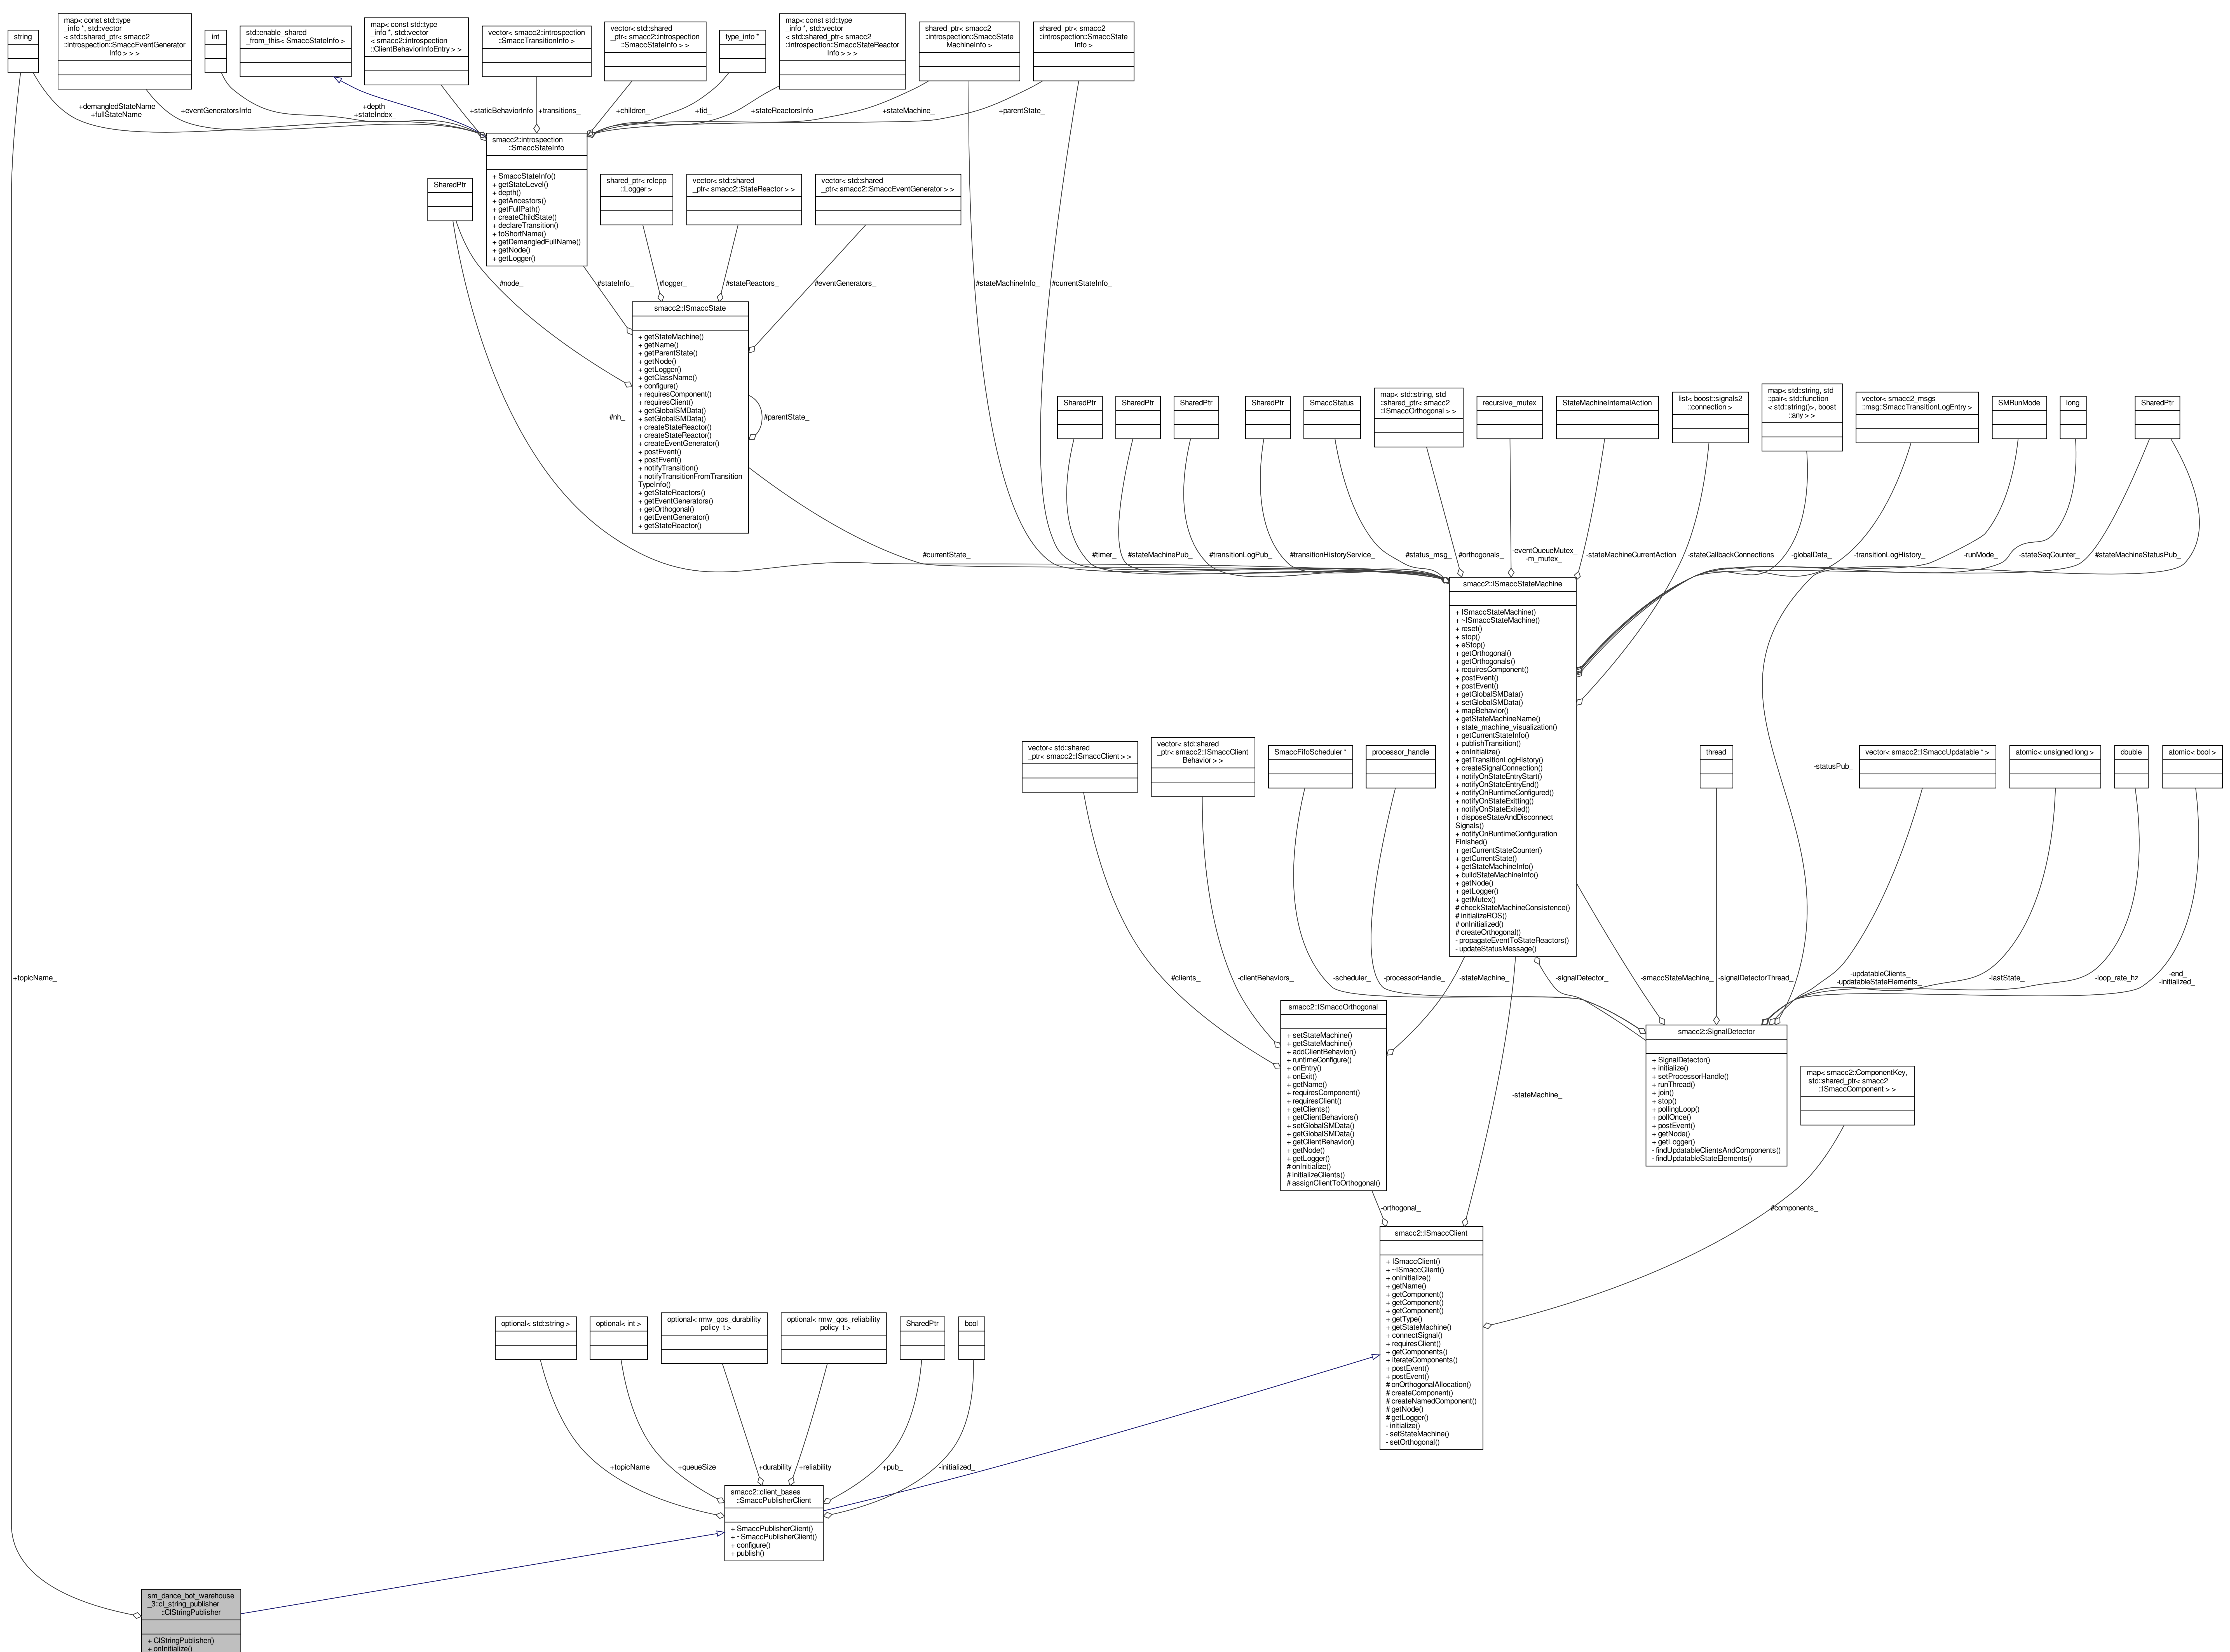 string
map< const std::type
_info *, std::vector
< std::shared_ptr< smacc2
::introspection::SmaccEventGenerator
Info > > >
int
std::enable_shared
_from_this< SmaccStateInfo >
map< const std::type
_info *, std::vector
< smacc2::introspection
::ClientBehaviorInfoEntry > >
vector< smacc2::introspection
::SmaccTransitionInfo >
vector< std::shared
_ptr< smacc2::introspection
::SmaccStateInfo > >
type_info *
map< const std::type
_info *, std::vector
< std::shared_ptr< smacc2
::introspection::SmaccStateReactor
Info > > >
shared_ptr< smacc2
::introspection::SmaccState
MachineInfo >
shared_ptr< smacc2
::introspection::SmaccState
Info >
+demangledStateName
+fullStateName
+eventGeneratorsInfo
+depth_
+stateIndex_
+staticBehaviorInfo
+transitions_
+children_
+tid_
+stateReactorsInfo
+stateMachine_
+parentState_
smacc2::introspection
::SmaccStateInfo
+ SmaccStateInfo()
+ getStateLevel()
+ depth()
+ getAncestors()
+ getFullPath()
+ createChildState()
+ declareTransition()
+ toShortName()
+ getDemangledFullName()
+ getNode()
+ getLogger()
SharedPtr
shared_ptr< rclcpp
::Logger >
vector< std::shared
_ptr< smacc2::StateReactor > >
vector< std::shared
_ptr< smacc2::SmaccEventGenerator > >
#node_
#stateInfo_
#logger_
#stateReactors_
#eventGenerators_
#stateMachineInfo_
#currentStateInfo_
smacc2::ISmaccState
+ getStateMachine()
+ getName()
+ getParentState()
+ getNode()
+ getLogger()
+ getClassName()
+ configure()
+ requiresComponent()
+ requiresClient()
+ getGlobalSMData()
+ setGlobalSMData()
+ createStateReactor()
+ createStateReactor()
+ createEventGenerator()
+ postEvent()
+ postEvent()
+ notifyTransition()
+ notifyTransitionFromTransition
TypeInfo()
+ getStateReactors()
+ getEventGenerators()
+ getOrthogonal()
+ getEventGenerator()
+ getStateReactor()
#nh_
#parentState_
SharedPtr
SharedPtr
SharedPtr
SharedPtr
SmaccStatus
map< std::string, std
::shared_ptr< smacc2
::ISmaccOrthogonal > >
recursive_mutex
StateMachineInternalAction
list< boost::signals2
::connection >
map< std::string, std
::pair< std::function
< std::string()>, boost
::any > >
vector< smacc2_msgs
::msg::SmaccTransitionLogEntry >
SMRunMode
long
SharedPtr
#currentState_
#timer_
#stateMachinePub_
#transitionLogPub_
#transitionHistoryService_
#status_msg_
#orthogonals_
-eventQueueMutex_
-m_mutex_
-stateMachineCurrentAction
-stateCallbackConnections
-globalData_
-transitionLogHistory_
-runMode_
-stateSeqCounter_
#stateMachineStatusPub_
smacc2::ISmaccStateMachine
+ ISmaccStateMachine()
+ ~ISmaccStateMachine()
+ reset()
+ stop()
+ eStop()
+ getOrthogonal()
+ getOrthogonals()
+ requiresComponent()
+ postEvent()
+ postEvent()
+ getGlobalSMData()
+ setGlobalSMData()
+ mapBehavior()
+ getStateMachineName()
+ state_machine_visualization()
+ getCurrentStateInfo()
+ publishTransition()
+ onInitialize()
+ getTransitionLogHistory()
+ createSignalConnection()
+ notifyOnStateEntryStart()
+ notifyOnStateEntryEnd()
+ notifyOnRuntimeConfigured()
+ notifyOnStateExitting()
+ notifyOnStateExited()
+ disposeStateAndDisconnect
Signals()
+ notifyOnRuntimeConfiguration
Finished()
+ getCurrentStateCounter()
+ getCurrentState()
+ getStateMachineInfo()
+ buildStateMachineInfo()
+ getNode()
+ getLogger()
+ getMutex()
# checkStateMachineConsistence()
# initializeROS()
# onInitialized()
# createOrthogonal()
- propagateEventToStateReactors()
- updateStatusMessage()
vector< std::shared
_ptr< smacc2::ISmaccClient > >
vector< std::shared
_ptr< smacc2::ISmaccClient
Behavior > >
SmaccFifoScheduler *
processor_handle
thread
-statusPub_
vector< smacc2::ISmaccUpdatable * >
atomic< unsigned long >
double
atomic< bool >
+topicName_
#clients_
-clientBehaviors_
-scheduler_
-processorHandle_
-stateMachine_
-signalDetector_
-smaccStateMachine_
-signalDetectorThread_
-updatableClients_
-updatableStateElements_
-lastState_
-loop_rate_hz
-end_
-initialized_
smacc2::ISmaccOrthogonal
+ setStateMachine()
+ getStateMachine()
+ addClientBehavior()
+ runtimeConfigure()
+ onEntry()
+ onExit()
+ getName()
+ requiresComponent()
+ requiresClient()
+ getClients()
+ getClientBehaviors()
+ setGlobalSMData()
+ getGlobalSMData()
+ getClientBehavior()
+ getNode()
+ getLogger()
# onInitialize()
# initializeClients()
# assignClientToOrthogonal()
smacc2::SignalDetector
+ SignalDetector()
+ initialize()
+ setProcessorHandle()
+ runThread()
+ join()
+ stop()
+ pollingLoop()
+ pollOnce()
+ postEvent()
+ getNode()
+ getLogger()
- findUpdatableClientsAndComponents()
- findUpdatableStateElements()
map< smacc2::ComponentKey,
std::shared_ptr< smacc2
::ISmaccComponent > >
-stateMachine_
-orthogonal_
#components_
smacc2::ISmaccClient
+ ISmaccClient()
+ ~ISmaccClient()
+ onInitialize()
+ getName()
+ getComponent()
+ getComponent()
+ getComponent()
+ getType()
+ getStateMachine()
+ connectSignal()
+ requiresClient()
+ getComponents()
+ iterateComponents()
+ postEvent()
+ postEvent()
# onOrthogonalAllocation()
# createComponent()
# createNamedComponent()
# getNode()
# getLogger()
- initialize()
- setStateMachine()
- setOrthogonal()
optional< std::string >
optional< int >
optional< rmw_qos_durability
_policy_t >
optional< rmw_qos_reliability
_policy_t >
SharedPtr
bool
+topicName
+queueSize
+durability
+reliability
+pub_
-initialized_
smacc2::client_bases
::SmaccPublisherClient
+ SmaccPublisherClient()
+ ~SmaccPublisherClient()
+ configure()
+ publish()
sm_dance_bot_warehouse
_3::cl_string_publisher
::ClStringPublisher
+ ClStringPublisher()
+ onInitialize()